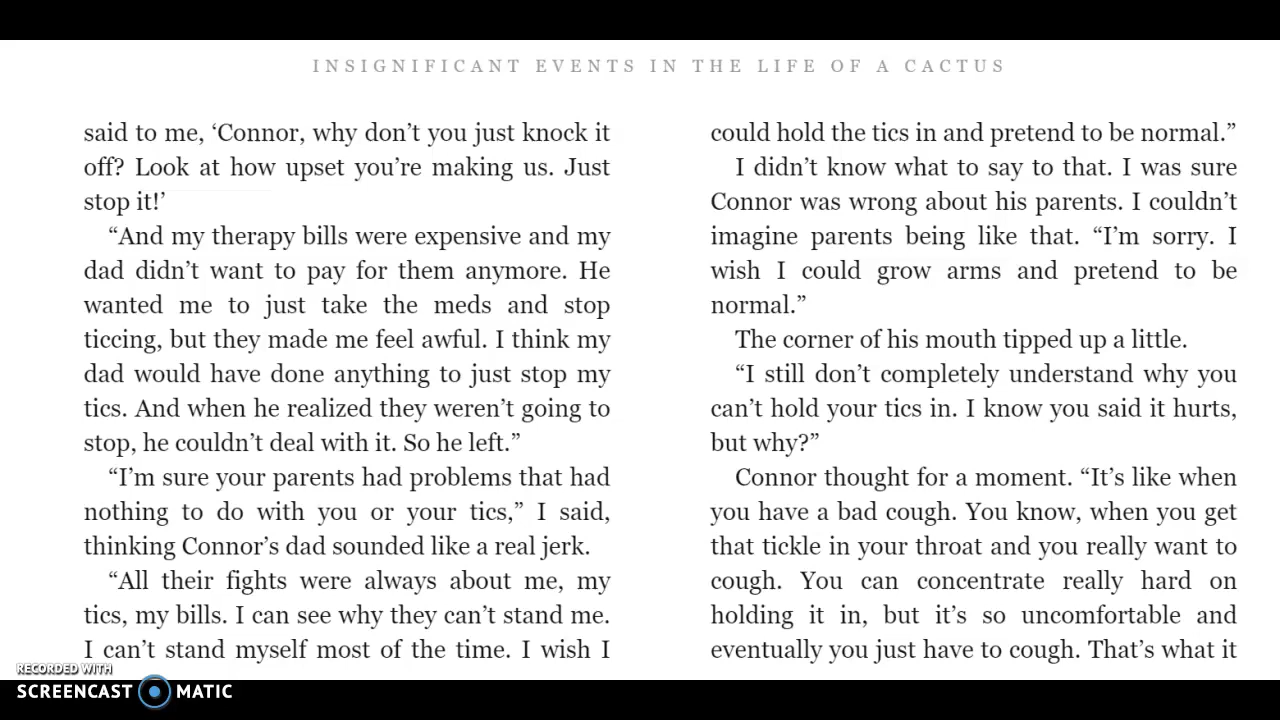 INSIGNIFICANT EVENTS IN THE LIFE OF A CACTUS
said to me, ‘Connor, why don’t you just knock it
off? Look at how upset you’re making us. Just
stop it!’
“And my therapy bills were expensive and my
dad didn’t want to pay for them anymore. He
wanted me to just take the meds and stop
ticcing, but they made me feel awful. I think my
dad would have done anything to just stop my
tics. And when he realized they weren’t going to
stop, he couldn’t deal with it. So he left.”
“I’m sure your parents had problems that had
nothing to do with you or your tics,” I said,
thinking Connor’s dad sounded like a real jerk.
“All their fights were always about me, my
tics, my bills. I can see why they can’t stand me.
I can’t stand myself most of the time. I wish I
could hold the tics in and pretend to be normal.”
I didn’t know what to say to that. I was sure
Connor was wrong about his parents. I couldn’t
imagine parents being like that. “I’m sorry. I
wish I could grow arms and pretend to be
normal.”
The corner of his mouth tipped up a little.
“I still don’t completely understand why you
can’t hold your tics in. I know you said it hurts,
but why?”
Connor thought for a moment. “It’s like when
you have a bad cough. You know, when you get
that tickle in your throat and you really want to
cough. You can concentrate really hard on
holding it in, but it’s so uncomfortable and
eventually you just have to cough. That’s what it
RECORDED WITH
SCREENCAST MATIC